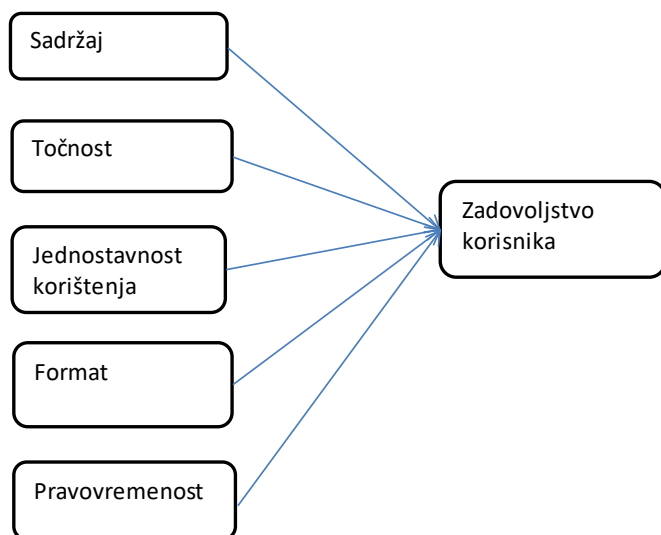 Sadržaj
Točnost
Jednostavnost
korištenja
Format
Pravovremenost
Zadovoljstvo
korisnika